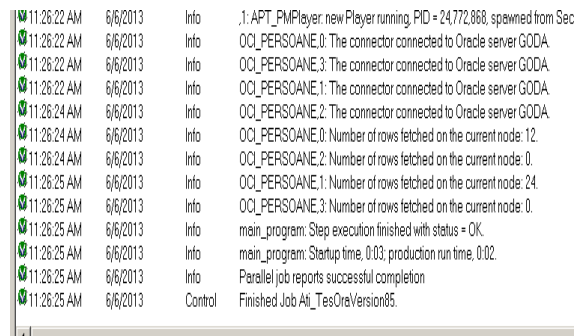 11:26:22 AM 6/6/2013 Info ,1: APT_PMPlayer: new Player running, PID = 24,772,868, spawned from Sec
11:26:22 AM 6/6/2013 Info OCI_PERSOANE,0: The connector connected to Oracle server GODA.
11:26:22 AM 6/6/2013 Info OCI_PERSOANE,3: The connector connected to Oracle server GODA.
11:26:22 AM 6/6/2013 Info OCI_PERSOANE,1: The connector connected to Oracle server GODA.
11:26:24 AM 6/6/2013 Info OCI_PERSOANE,2: The connector connected to Oracle server GODA.
11:26:24 AM 6/6/2013 Info OCI_PERSOANE,0: Number of rows fetched on the current node: 12.
11:26:24 AM 6/6/2013 Info OCI_PERSOANE,2: Number of rows fetched on the current node: 0.
11:26:25 AM 6/6/2013 Info OCI_PERSOANE,1: Number of rows fetched on the current node: 24.
11:26:25 AM 6/6/2013 Info OCI_PERSOANE,3: Number of rows fetched on the current node: 0.
11:26:25 AM 6/6/2013 Info main_program: Step execution finished with status = OK.
11:26:25 AM 6/6/2013 Info main_program: Startup time, 0:03; production run time, 0:02.
11:26:25 AM 6/6/2013 Info Parallel job reports successful completion
11:26:25 AM 6/6/2013 Control Finished Job Ati_TesOraVersion85.